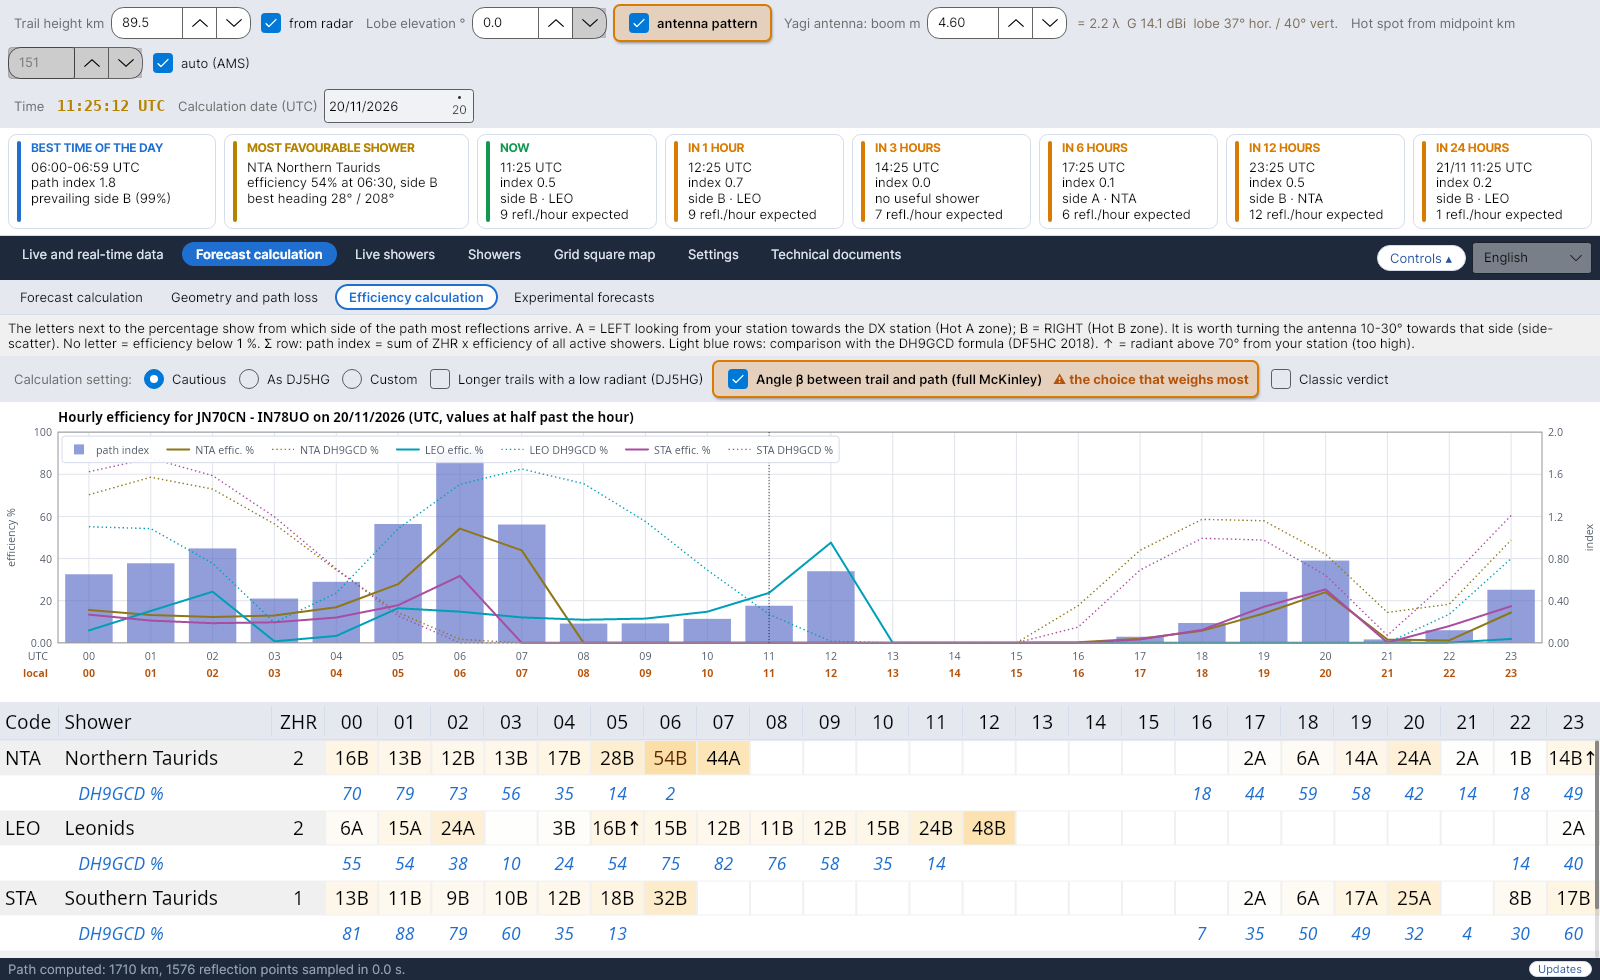 Trail height km 89.5 from radar Lobe elevation ° 0.0 antenna pattern Yagi antenna: boom m 4.60 = 2.2 λ G 14.1 dBi lobe 37° hor. / 40° vert. Hot spot from midpoint km
151 auto (AMS)
Time 11:25:12 UTC Calculation date (UTC) 20/11/2026 20
BEST TIME OF THE DAY
06:00-06:59 UTC
path index 1.8
prevailing side B (99%)
MOST FAVOURABLE SHOWER
NTA Northern Taurids
efficiency 54% at 06:30, side B
best heading 28° / 208°
NOW
11:25 UTC
index 0.5
side B · LEO
9 refl./hour expected
IN 1 HOUR
12:25 UTC
index 0.7
side B · LEO
9 refl./hour expected
IN 3 HOURS
14:25 UTC
index 0.0
no useful shower
7 refl./hour expected
IN 6 HOURS
17:25 UTC
index 0.1
side A · NTA
6 refl./hour expected
IN 12 HOURS
23:25 UTC
index 0.5
side B · NTA
12 refl./hour expected
IN 24 HOURS
21/11 11:25 UTC
index 0.2
side B · LEO
1 refl./hour expected
Live and real-time data Forecast calculation Live showers Showers Grid square map Settings Technical documents Controls ▴ English
Forecast calculation Geometry and path loss Efficiency calculation Experimental forecasts
The letters next to the percentage show from which side of the path most reflections arrive. A = LEFT looking from your station towards the DX station (Hot A zone); B = RIGHT (Hot B zone). It is worth turning the antenna 10-30° towards that side (side-
scatter). No letter = efficiency below 1 %. Σ row: path index = sum of ZHR x efficiency of all active showers. Light blue rows: comparison with the DH9GCD formula (DF5HC 2018). ↑ = radiant above 70° from your station (too high).
Calculation setting: Cautious As DJ5HG Custom Longer trails with a low radiant (DJ5HG) Angle β between trail and path (full McKinley) ⚠ the choice that weighs most Classic verdict
Hourly efficiency for JN70CN - IN78UO on 20/11/2026 (UTC, values at half past the hour)
path index NTA effic. % NTA DH9GCD % LEO effic. % LEO DH9GCD % STA effic. % STA DH9GCD %
efficiency %
100
80
60
40
20
0.00
2.0
1.6
1.2
0.80
0.40
0.00
index
UTC 00 01 02 03 04 05 06 07 08 09 10 11 12 13 14 15 16 17 18 19 20 21 22 23
local 00 01 02 03 04 05 06 07 08 09 10 11 12 13 14 15 16 17 18 19 20 21 22 23
Code Shower ZHR 00 01 02 03 04 05 06 07 08 09 10 11 12 13 14 15 16 17 18 19 20 21 22 23
NTA Northern Taurids 2 16B 13B 12B 13B 17B 28B 54B 44A 2A 6A 14A 24A 2A 1B 14B↑
DH9GCD % 70 79 73 56 35 14 2 18 44 59 58 42 14 18 49
LEO Leonids 2 6A 15A 24A 3B 16B↑ 15B 12B 11B 12B 15B 24B 48B 2A
DH9GCD % 55 54 38 10 24 54 75 82 76 58 35 14 14 40
STA Southern Taurids 1 13B 11B 9B 10B 12B 18B 32B 2A 6A 17A 25A 8B 17B
DH9GCD % 81 88 79 60 35 13 7 35 50 49 32 4 30 60
Path computed: 1710 km, 1576 reflection points sampled in 0.0 s. Updates